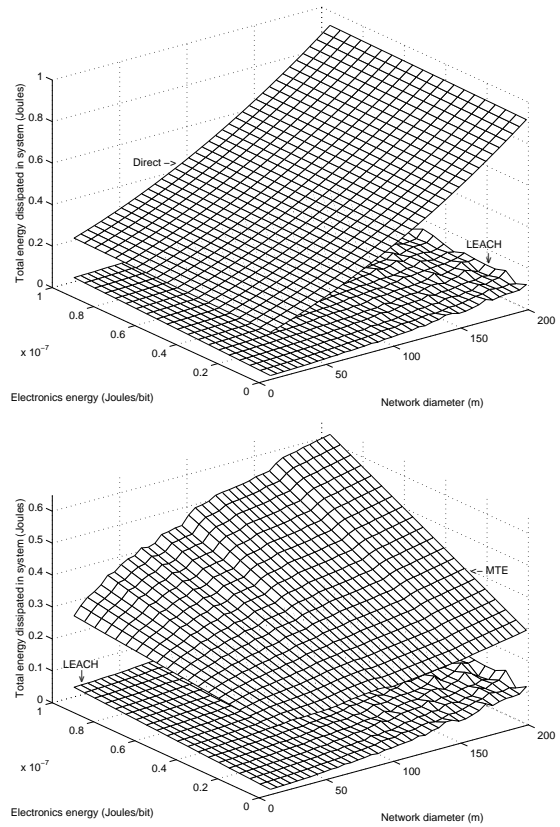 Total energy dissipated in system (Joules)
1
0.8
0.6
0.4
0.2
0
Direct −>
LEACH
1
0.8
0.6
0.4
0.2
0
x 10−7
Electronics energy (Joules/bit)
0
50
100
150
200
Network diameter (m)
Total energy dissipated in system (Joules)
0.6
0.5
0.4
0.3
0.2
0.1
0
<− MTE
LEACH
1
0.8
0.6
0.4
0.2
0
x 10−7
Electronics energy (Joules/bit)
0
50
100
150
200
Network diameter (m)